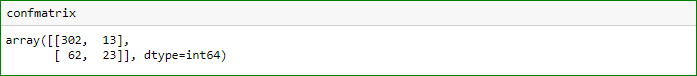 confmatrix
array([[302,  13],
       [ 62,  23]], dtype=int64)